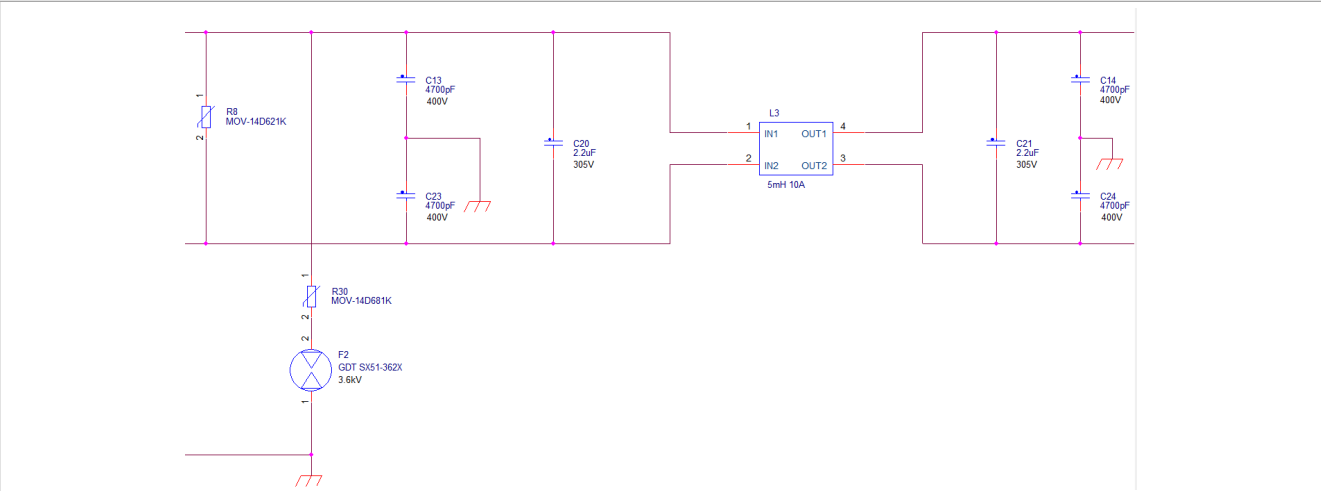 1
R8
MOV-14D621K
2
C13
4700pF
400V
C23
4700pF
400V
C20
2.2uF
305V
L3
1
IN1
OUT1
4
2
IN2
OUT2
3
5mH 10A
C21
2.2uF
305V
C14
4700pF
400V
C24
4700pF
400V
1
R30
MOV-14D681K
2
2
F2
GDT SX51-362X
3.6kV
1